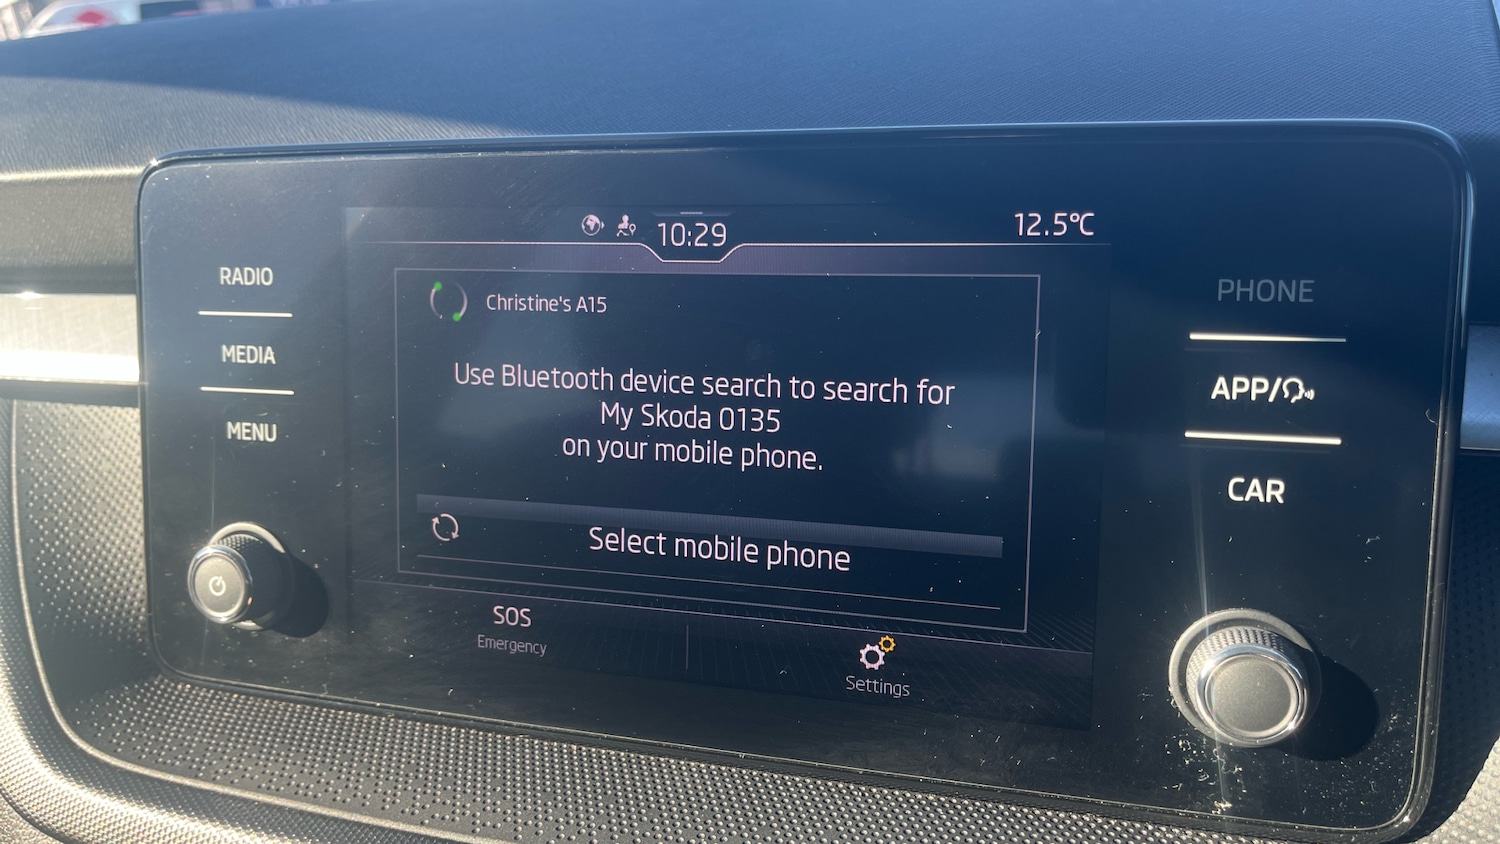 10:29
12.5°C
RADIO
MEDIA
MENU
Christine's A15
Use Bluetooth device search to search for
My Skoda 0135
on your mobile phone.
Select mobile phone
SOS
Emergency
Settings
PHONE
APP/
CAR